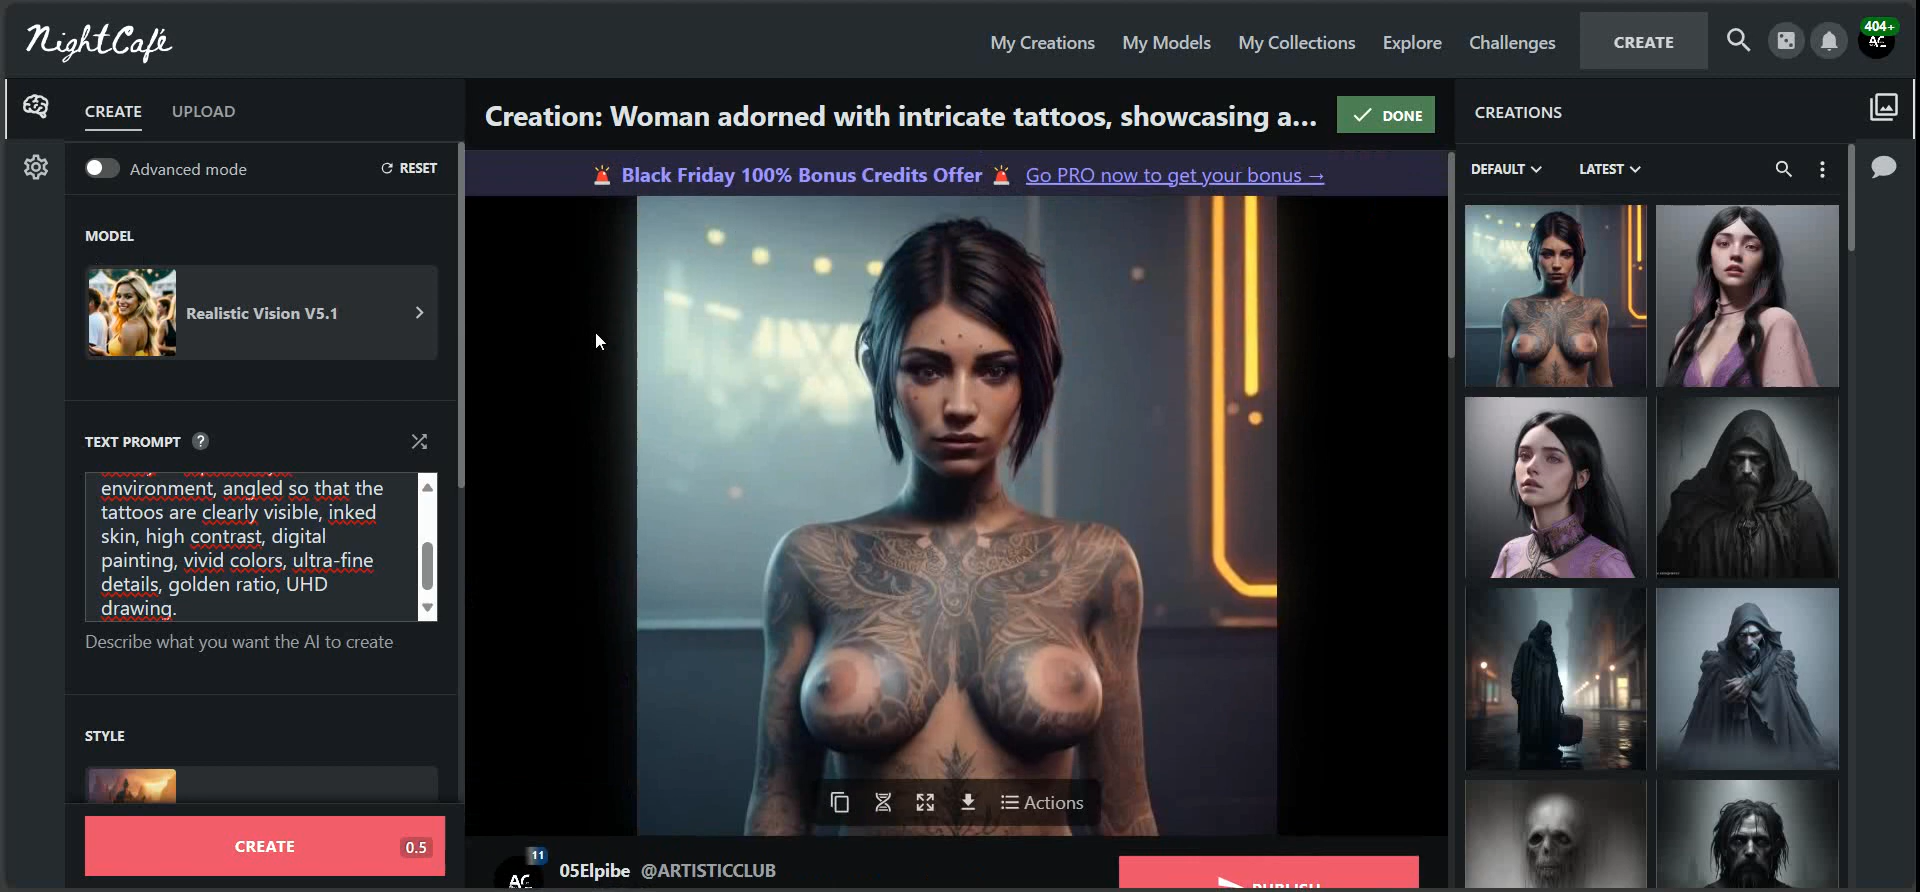 NightCafé
My Creations
My Models
My Collections
Explore
Challenges
CREATE
404+
AC
CREATE
UPLOAD
Creation: Woman adorned with intricate tattoos, showcasing a...
DONE
CREATIONS
Advanced mode
RESET
Black Friday 100% Bonus Credits Offer
Go PRO now to get your bonus →
DEFAULT
LATEST
MODEL
Realistic Vision V5.1
TEXT PROMPT ?
environment, angled so that the
tattoos are clearly visible, inked
skin, high contrast, digital
painting, vivid colors, ultra-fine
details, golden ratio, UHD
drawing.
Describe what you want the AI to create
STYLE
Actions
CREATE
0.5
11
AC
05Elpibe @ARTISTICCLUB
PUBLISH